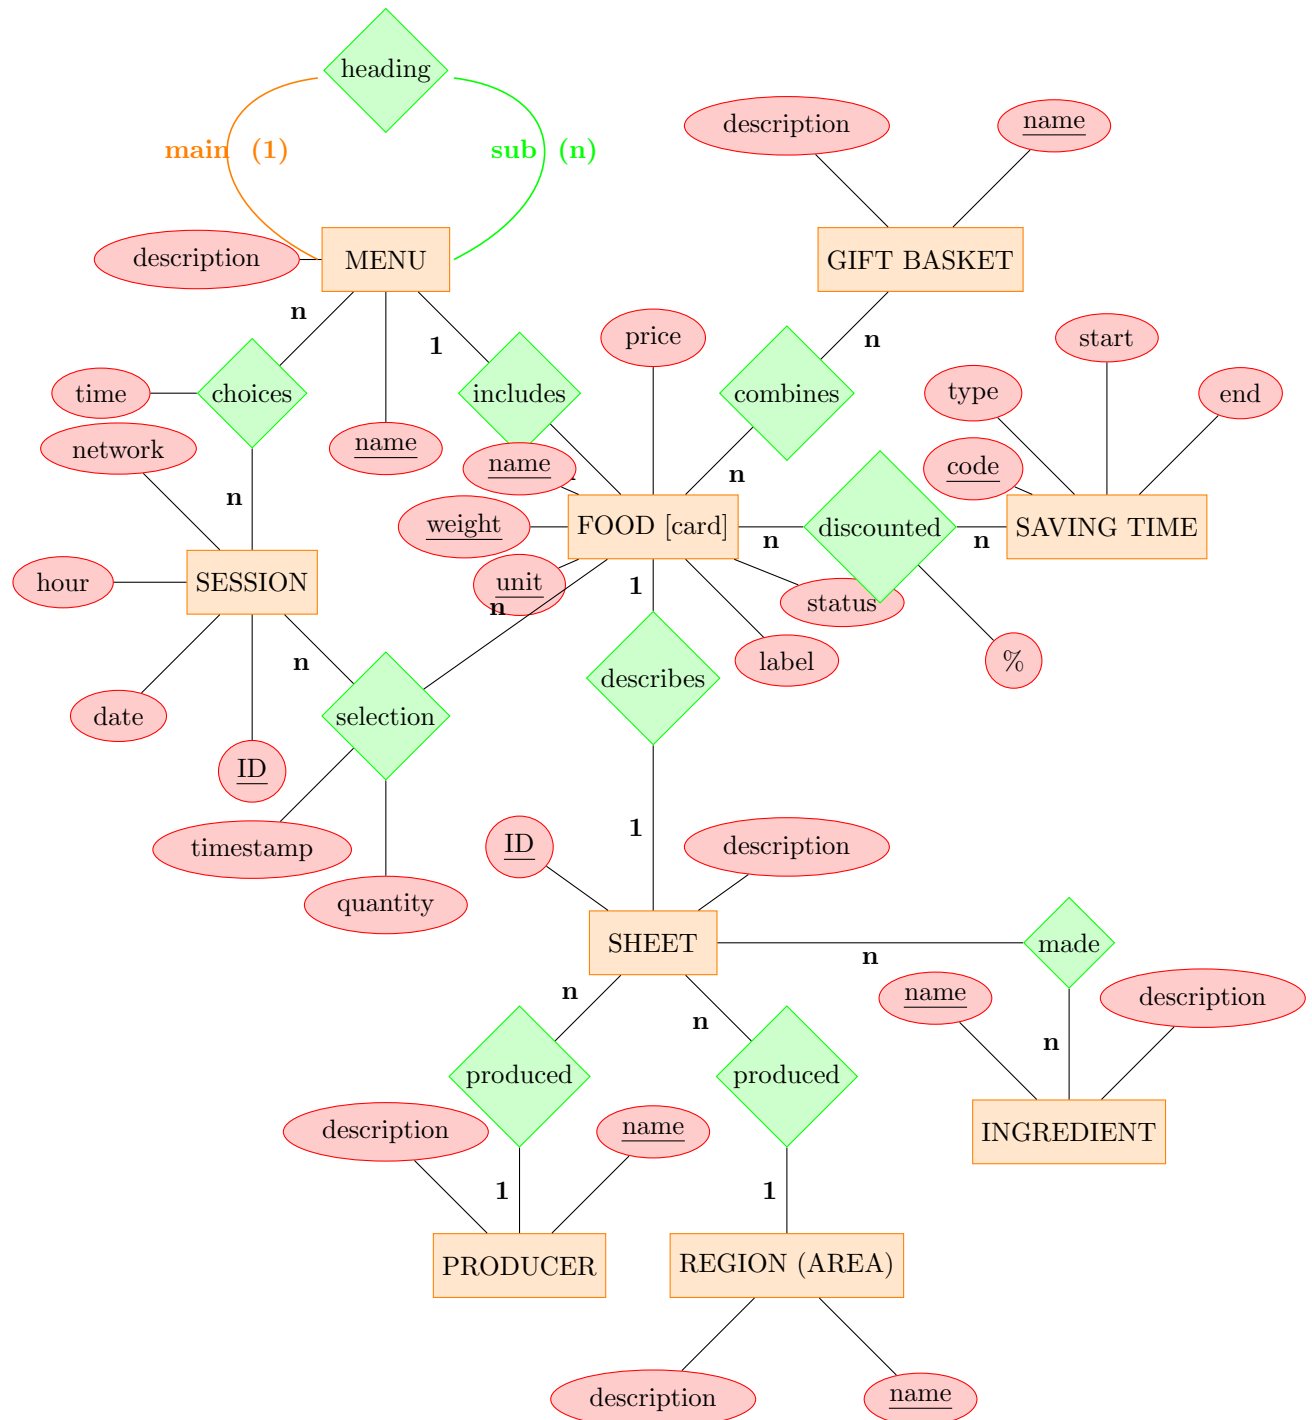 heading
main (1)
sub (n)
description
name
description
MENU
GIFT BASKET
n
1
n
price
start
time
choices
includes
combines
type
end
network
name
name
code
n
n
weight
FOOD [card]
n
discounted
n
SAVING TIME
hour
SESSION
unit
1
status
n
n
label
%
describes
date
selection
ID
timestamp
1
ID
description
quantity
SHEET
made
n
n
n
name
description
n
produced
produced
description
name
INGREDIENT
1
1
PRODUCER
REGION (AREA)
description
name